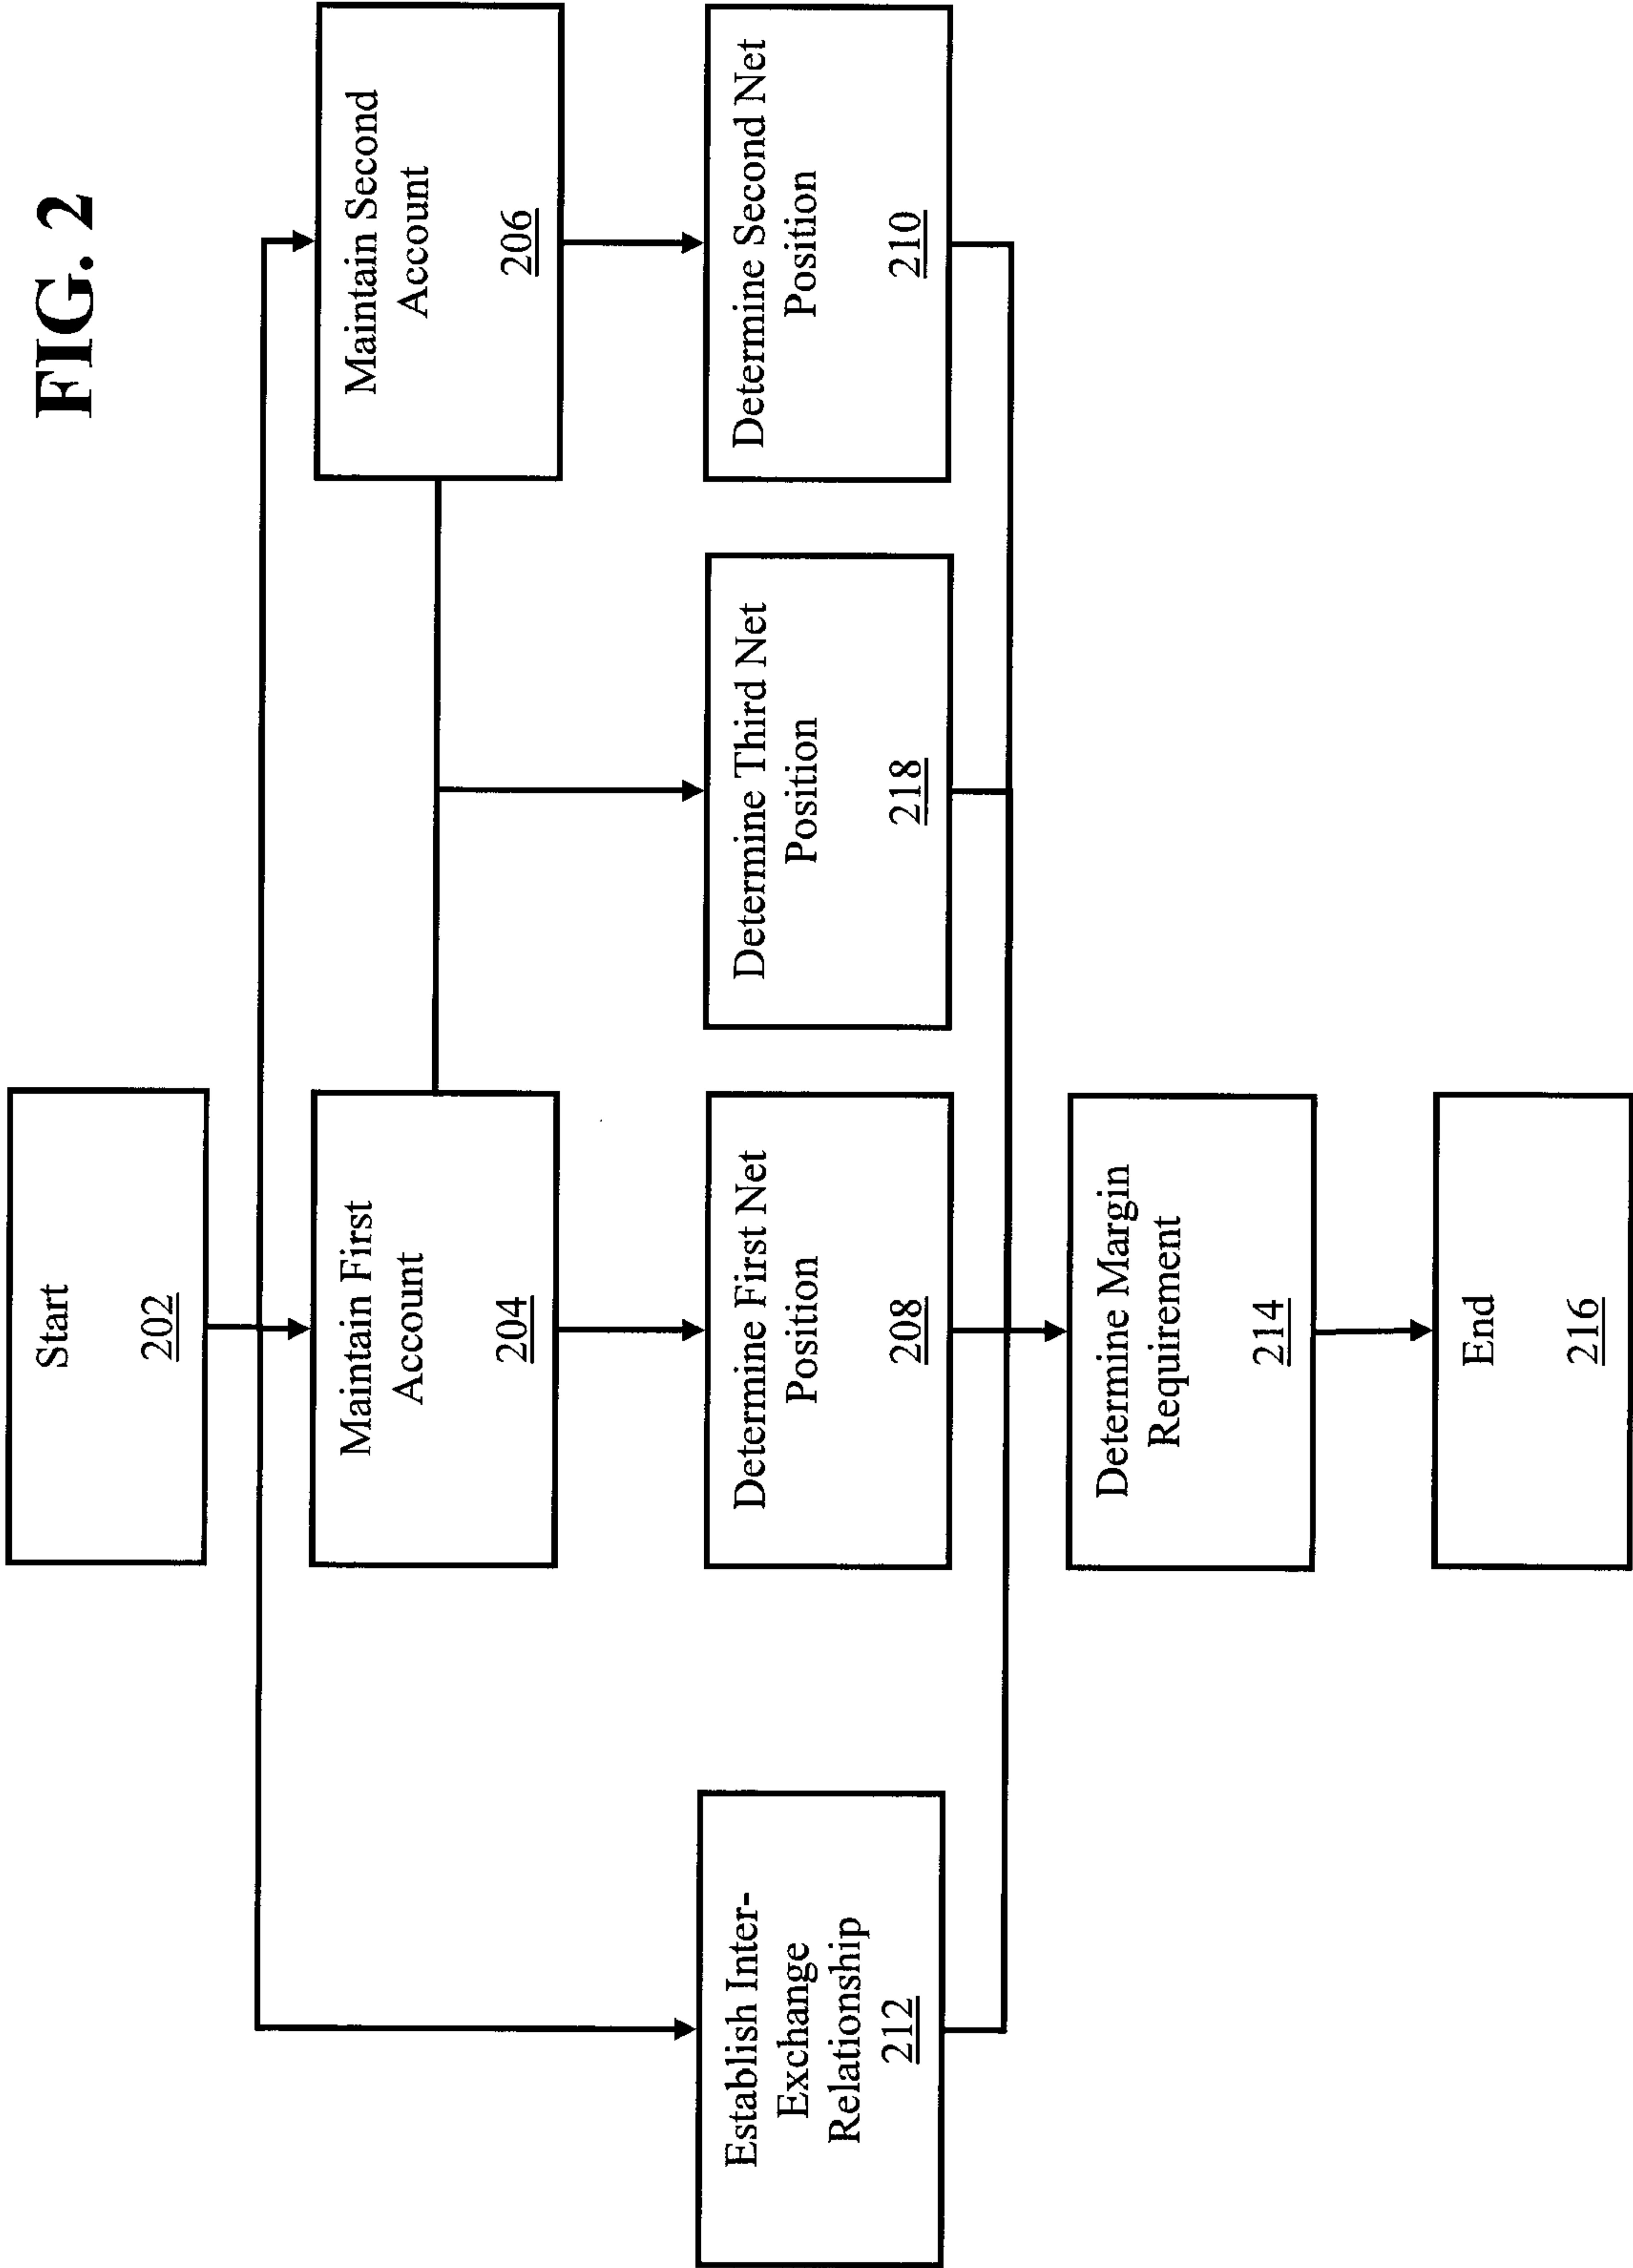 FIG. 2
Start
202
Maintain First
Account
204
Maintain Second
Account
206
Establish Inter-
Exchange
Relationship
212
Determine First Net
Position
208
Determine Third Net
Position
218
Determine Second Net
Position
210
Determine Margin
Requirement
214
End
216